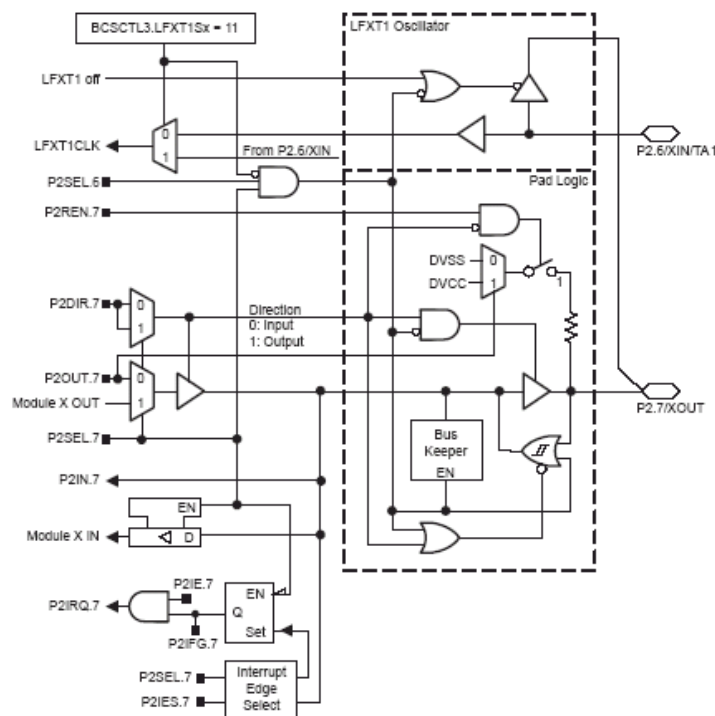 BCSCTL3.LFXT1Sx = 11
LFXT1 Oscillator
LFXT1 off
0
LFXT1CLK
1
From P2.6/XIN
P2.6/XIN/TA1
P2SEL.6
Pad Logic
P2REN.7
DVSS
0
DVCC
1
1
P2DIR.7
0
1
Direction
0: Input
1: Output
P2OUT.7
0
Module X OUT
1
P2.7/XOUT
P2SEL.7
Bus
Keeper
EN
P2IN.7
EN
Module X IN
D
P2IE.7
EN
P2IRQ.7
Q
P2IFG.7
Set
P2SEL.7
Interrupt
Edge
Select
P2IES.7